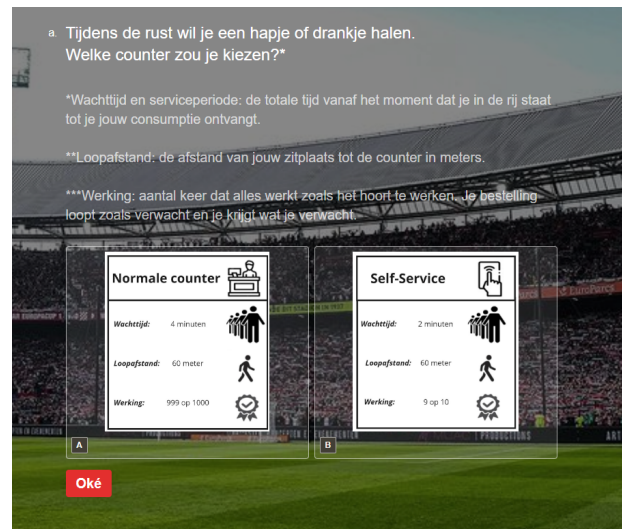 a. Tijdens de rust wil je een hapje of drankje halen.
Welke counter zou je kiezen?*
*Wachttijd en serviceperiode: de totale tijd vanaf het moment dat je in de rij staat
tot je jouw consumptie ontvangt.
**Loopafstand: de afstand van jouw zitplaats tot de counter in meters.
***Werking: aantal keer dat alles werkt zoals het hoort te werken. Je bestelling
loopt zoals verwacht en je krijgt wat je verwacht.
Normale counter
Wachttijd: 4 minuten
Loopafstand: 60 meter
Werking: 999 op 1000
A
Self-Service
Wachttijd: 2 minuten
Loopafstand: 60 meter
Werking: 9 op 10
B
EuroParcs
PRODUCTIONS
Oké